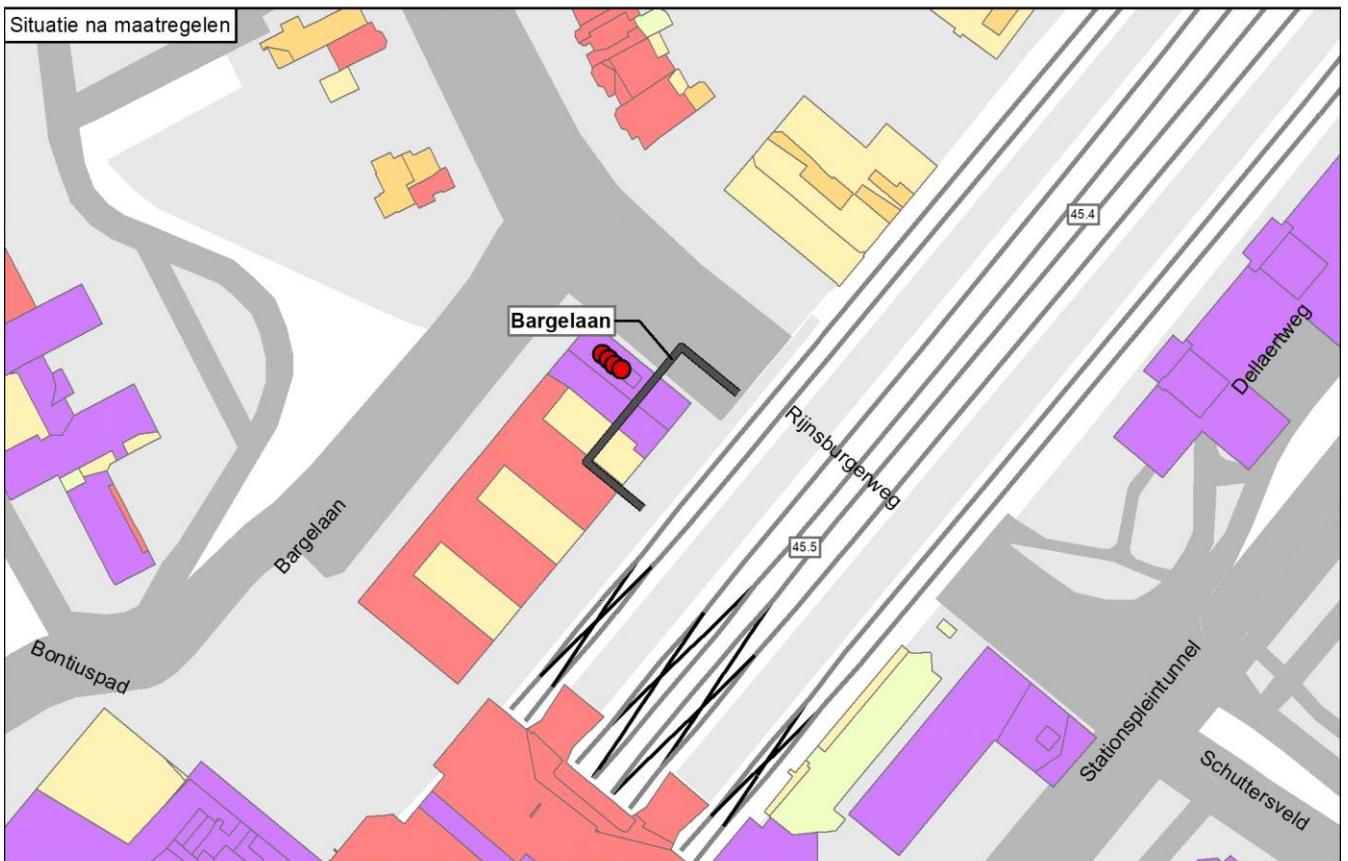 Situatie na maatregelen
45.4
Bargelaan
Dellaertweg
Rijnsburgerweg
Bargelaan
45.5
Bontiuspad
Stationspleintunnel
Schuttersveld